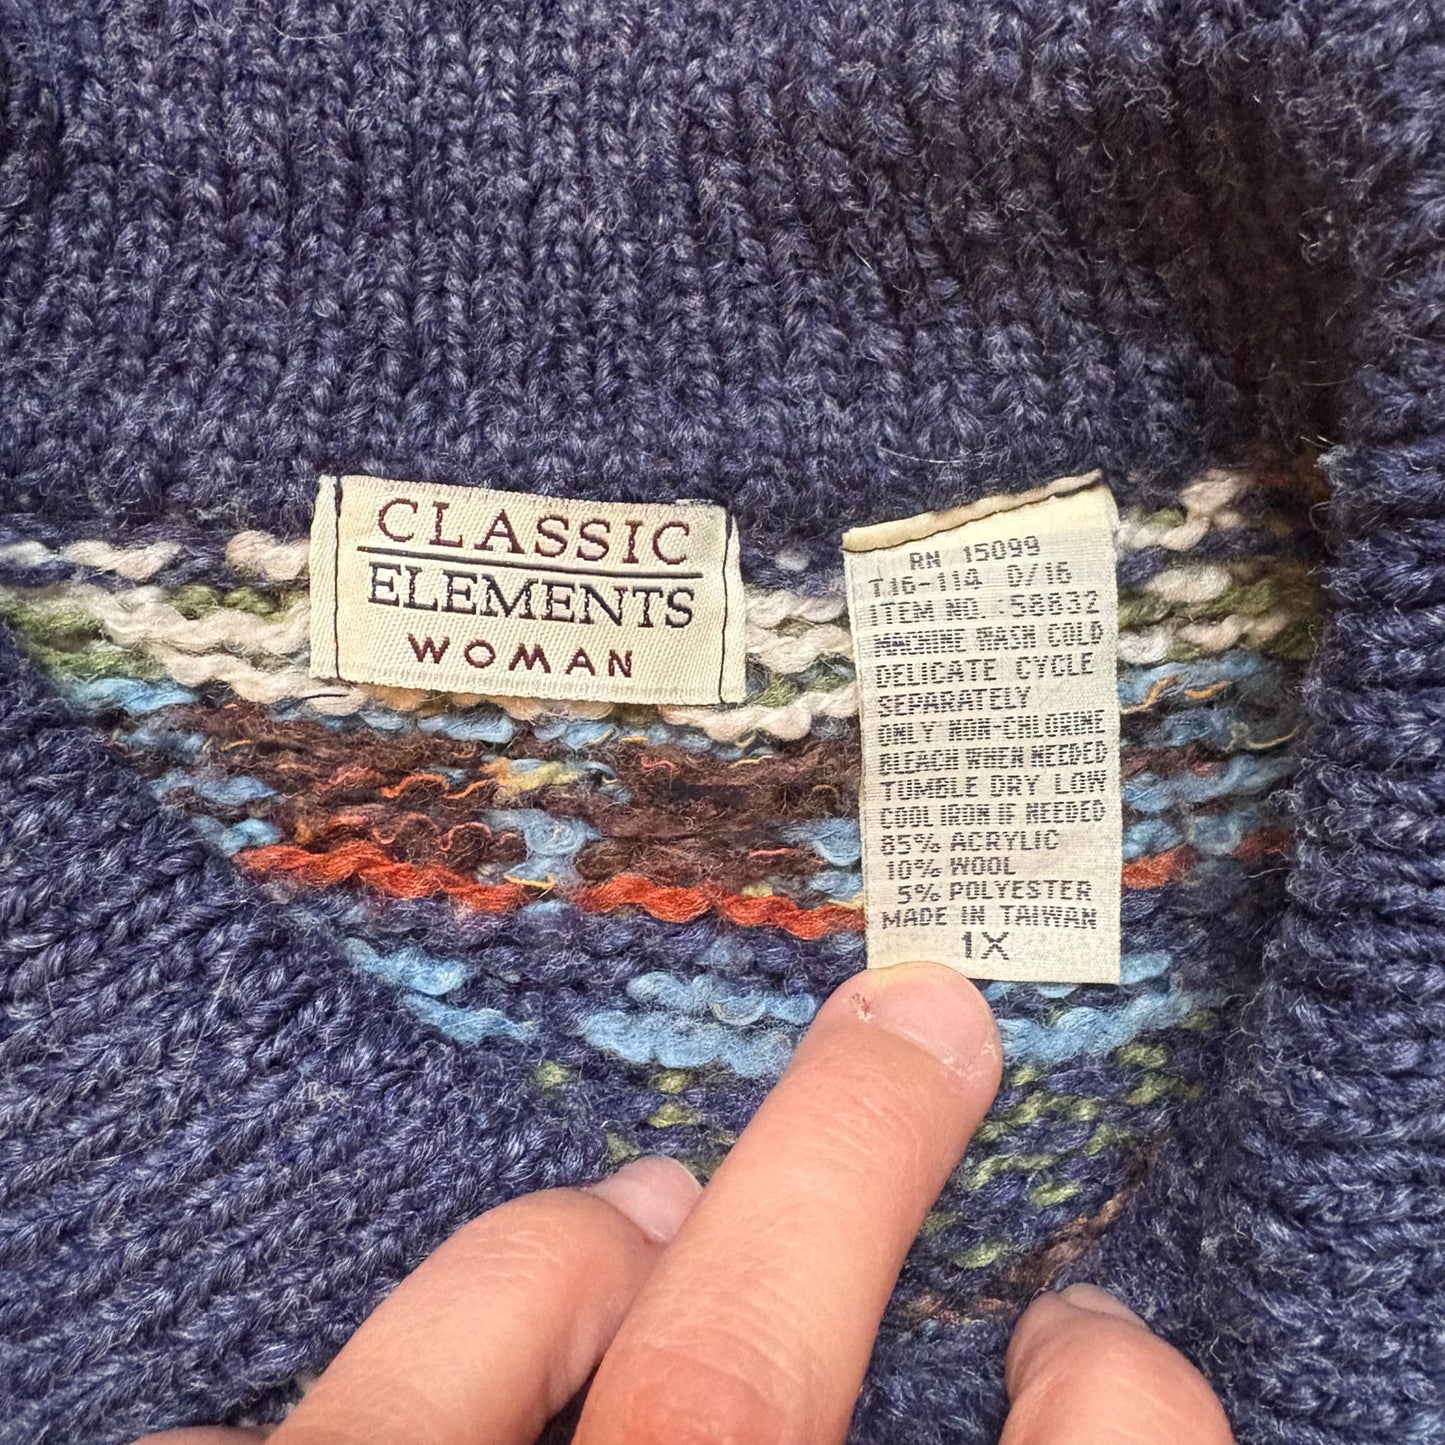 CLASSIC
ELEMENTS
WOMAN
RN 15099
T.16-114 D/16
ITEM NO.:58832
MACHINE WASH COLD
DELICATE CYCLE
SEPARATELY
ONLY NON-CHLORINE
BLEACH WHEN NEEDED
TUMBLE DRY LOW
COOL IRON IF NEEDED
85% ACRYLIC
10% WOOL
5% POLYESTER
MADE IN TAIWAN
1X